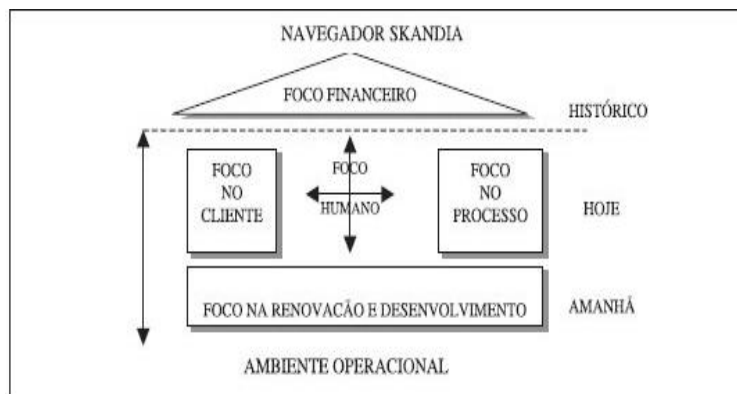 NAVEGADOR SKANDIA
FOCO FINANCEIRO
HISTÓRICO
FOCO
NO
CLIENTE
FOCO
HUMANO
FOCO
NO
PROCESSO
HOJE
FOCO NA RENOVACÃO E DESENVOLVIMENTO
AMANHÁ
AMBIENTE OPERACIONAL